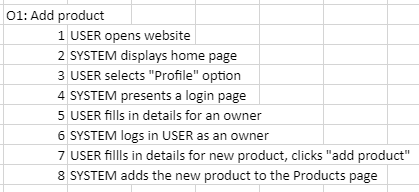 O1: Add product
1 USER opens website
2 SYSTEM displays home page
3 USER selects "Profile" option
4 SYSTEM presents a login page
5 USER fills in details for an owner
6 SYSTEM logs in USER as an owner
7 USER fillls in details for new product, clicks "add product"
8 SYSTEM adds the new product to the Products page